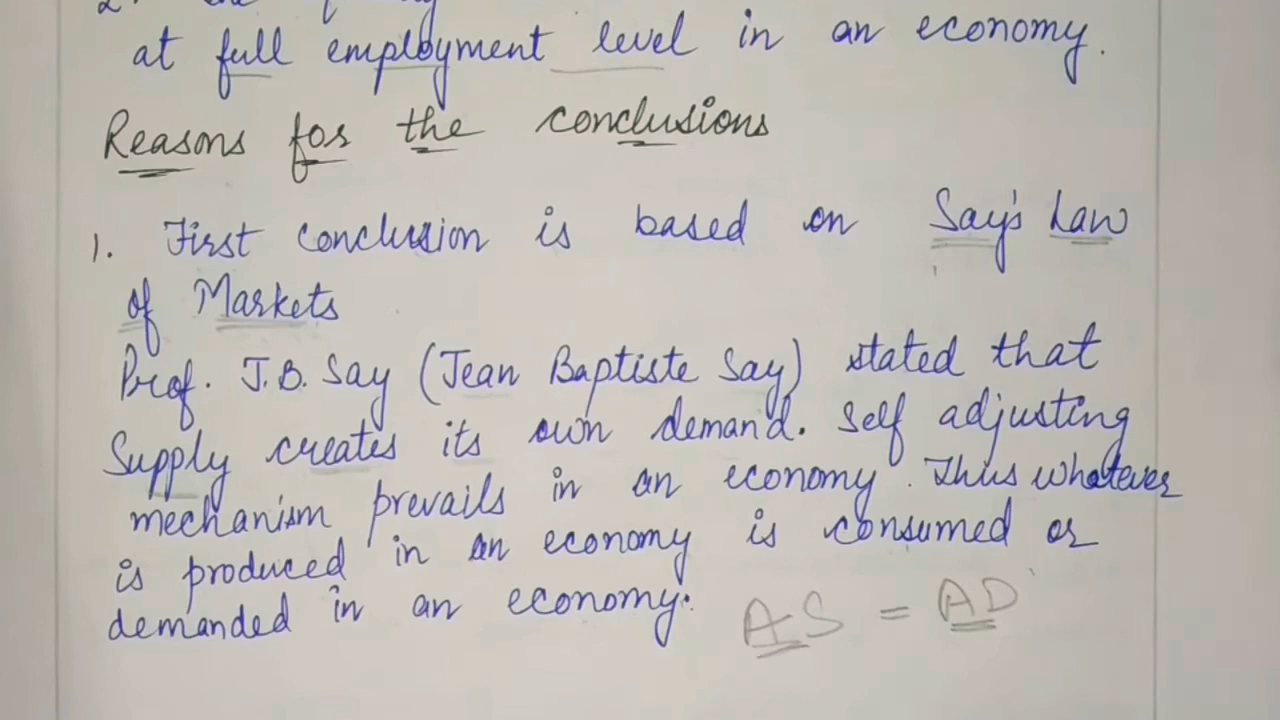 at full employment level in an economy.
Reasons for the conclusions
1. First conclusion is based on Say's Law
of Markets
Prof. J.B. Say (Jean Baptiste Say) stated that
Supply creates its own demand. Self adjusting
mechanism prevails in an economy. Thus whatever
is produced in an economy is consumed or
demanded in an economy.
AS = AD